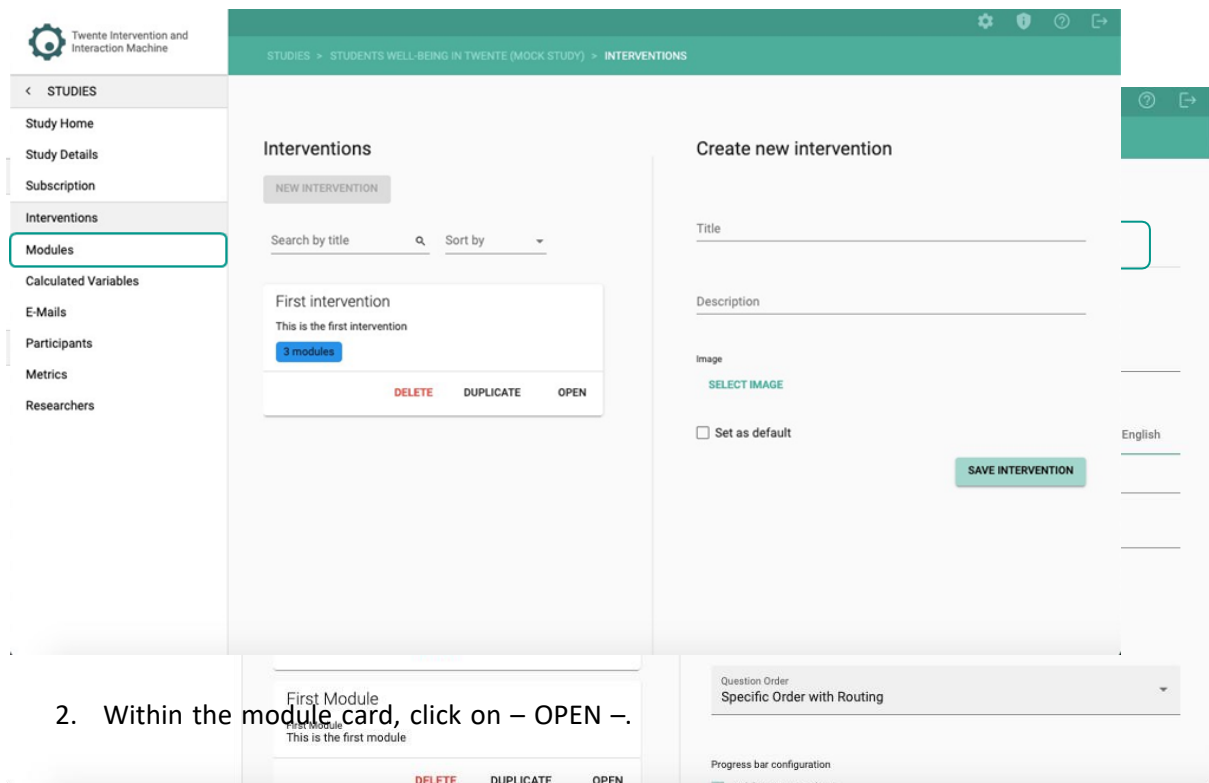 Twente Intervention and
Interaction Machine
STUDIES > STUDENTS WELL-BEING IN TWENTE (MOCK STUDY) > INTERVENTIONS
< STUDIES
Study Home
Study Details
Subscription
Interventions
Modules
Calculated Variables
E-Mails
Participants
Metrics
Researchers
Interventions
NEW INTERVENTION
Search by title
Sort by
First intervention
This is the first intervention
3 modules
DELETE DUPLICATE OPEN
Create new intervention
Title
Description
Image
SELECT IMAGE
Set as default
SAVE INTERVENTION
English
First Module
First Module
This is the first module
DELETE DUPLICATE OPEN
2. Within the module card, click on – OPEN –.
Question Order
Specific Order with Routing
Progress bar configuration